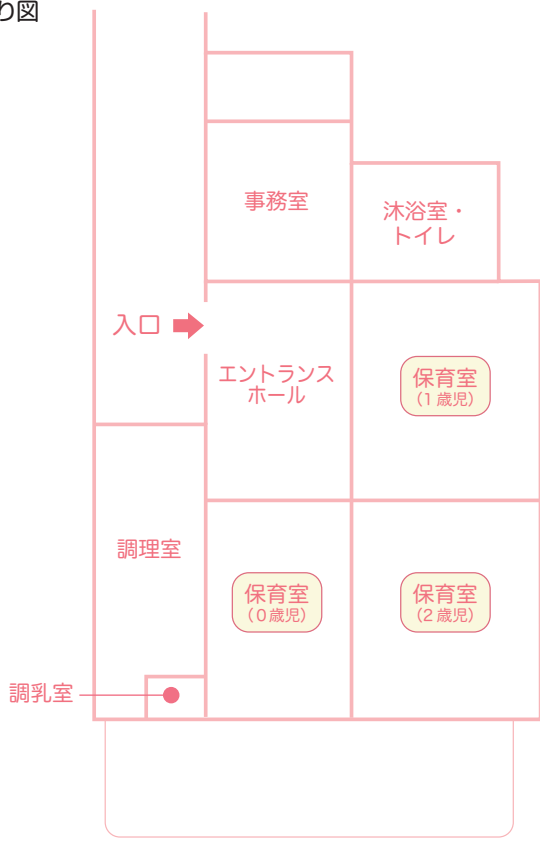 り図
事務室
沐浴室・
トイレ
入口
エントランス
ホール
保育室
(1歳児)
調理室
保育室
(0歳児)
保育室
(2歳児)
調乳室